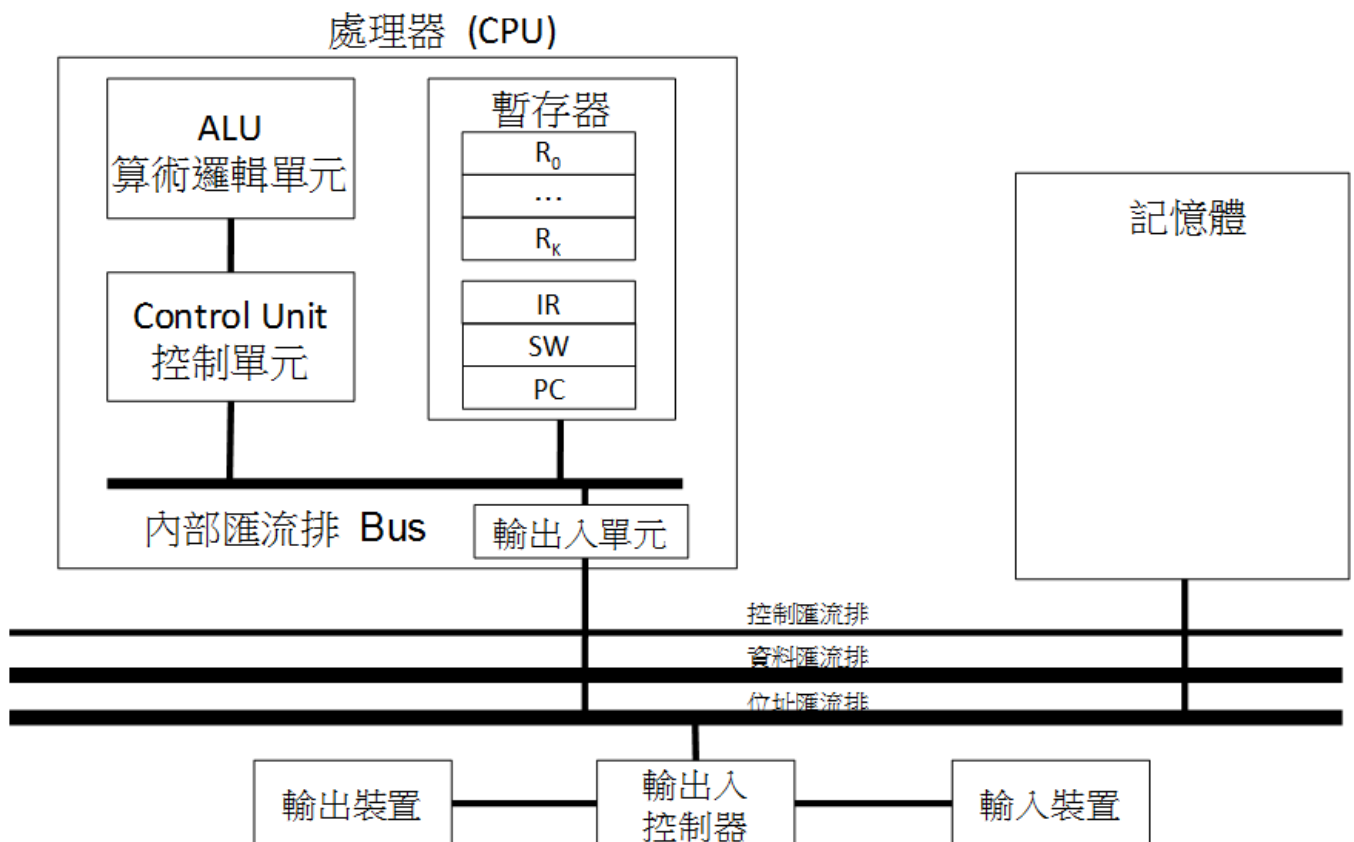 處理器 (CPU)
ALU
算術邏輯單元
Control Unit
控制單元
暫存器
R₀
...
Rₖ
IR
SW
PC
內部匯流排 Bus
輸出入單元
記憶體
控制匯流排
資料匯流排
位址匯流排
輸出裝置
輸出入
控制器
輸入裝置